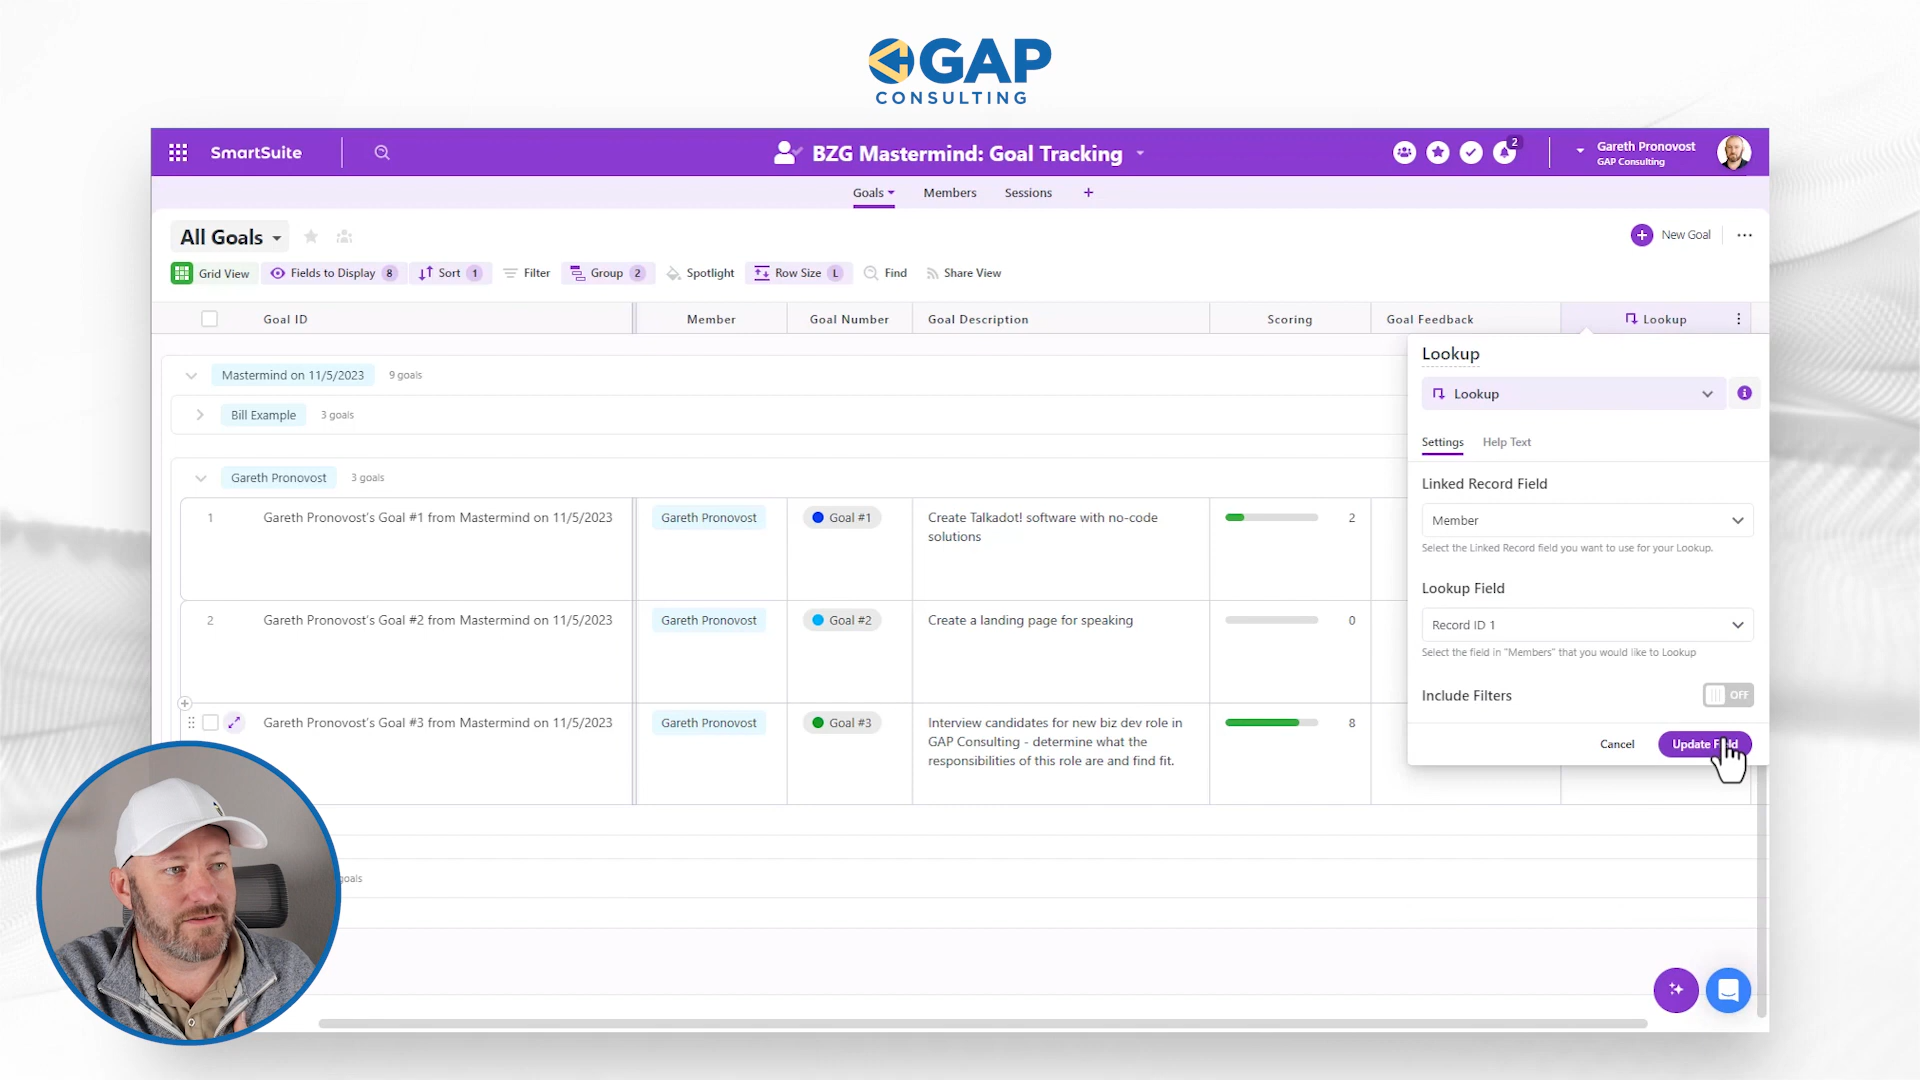 GAP
CONSULTING
SmartSuite
BZG Mastermind: Goal Tracking
2
Gareth Pronovost
GAP Consulting
Goals
Members
Sessions
All Goals
New Goal
Grid View
Fields to Display 8
Sort 1
Filter
Group 2
Spotlight
Row Size L
Find
Share View
Goal ID
Member
Goal Number
Goal Description
Scoring
Goal Feedback
Lookup
Mastermind on 11/5/2023
9 goals
Bill Example
3 goals
Gareth Pronovost
3 goals
1
Gareth Pronovost's Goal #1 from Mastermind on 11/5/2023
Gareth Pronovost
Goal #1
Create Talkadot! software with no-code
solutions
2
2
Gareth Pronovost's Goal #2 from Mastermind on 11/5/2023
Gareth Pronovost
Goal #2
Create a landing page for speaking
0
Gareth Pronovost's Goal #3 from Mastermind on 11/5/2023
Gareth Pronovost
Goal #3
Interview candidates for new biz dev role in
GAP Consulting - determine what the
responsibilities of this role are and find fit.
8
goals
Lookup
Lookup
Settings
Help Text
Linked Record Field
Member
Select the Linked Record field you want to use for your Lookup.
Lookup Field
Record ID 1
Select the field in "Members" that you would like to Lookup
Include Filters
OFF
Cancel
Update